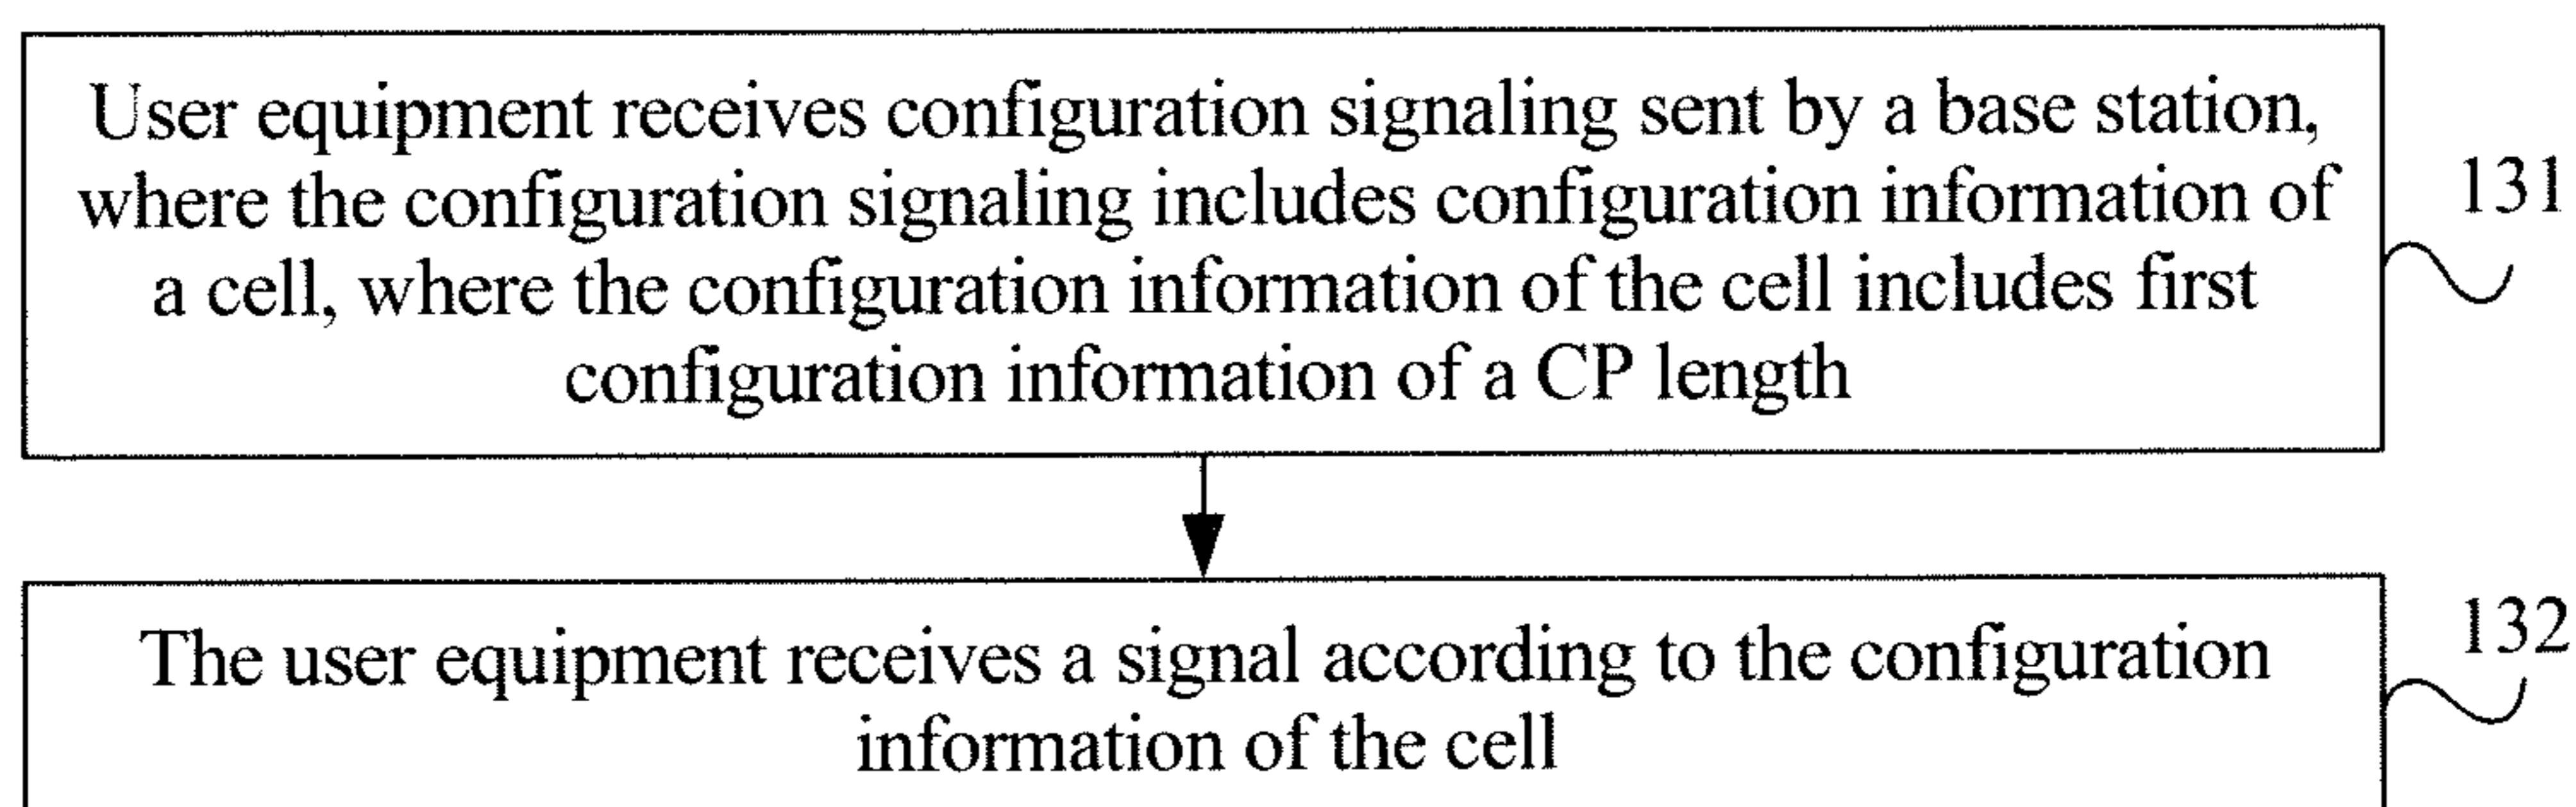 User equipment receives configuration signaling sent by a base station,
where the configuration signaling includes configuration information of
a cell, where the configuration information of the cell includes first
configuration information of a CP length
131
The user equipment receives a signal according to the configuration
information of the cell
132